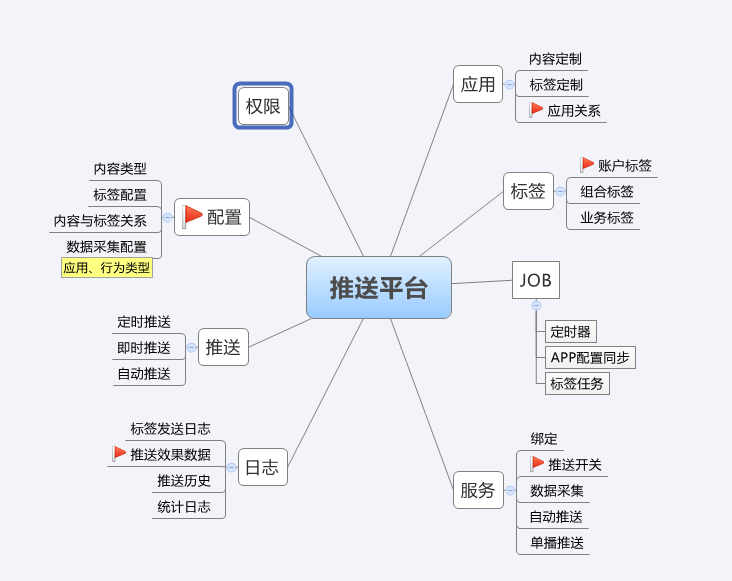 推送平台
应用
内容定制
标签定制
应用关系
标签
账户标签
组合标签
业务标签
JOB
定时器
APP配置同步
标签任务
服务
绑定
推送开关
数据采集
自动推送
单播推送
权限
配置
内容类型
标签配置
内容与标签关系
数据采集配置
应用、行为类型
推送
定时推送
即时推送
自动推送
日志
标签发送日志
推送效果数据
推送历史
统计日志